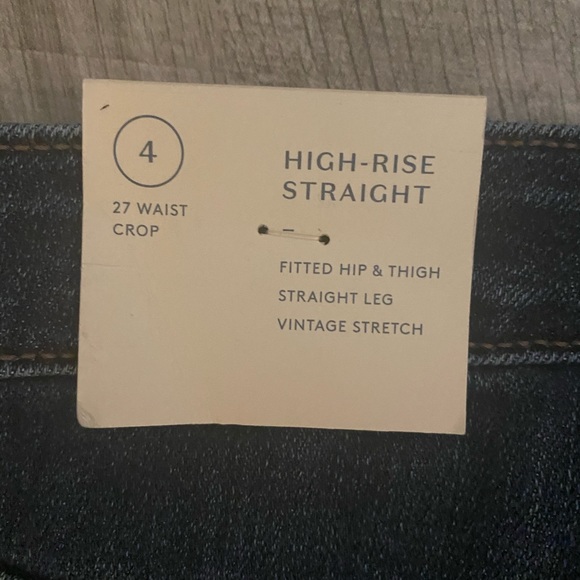 4
27 WAIST
CROP
HIGH-RISE
STRAIGHT
FITTED HIP & THIGH
STRAIGHT LEG
VINTAGE STRETCH